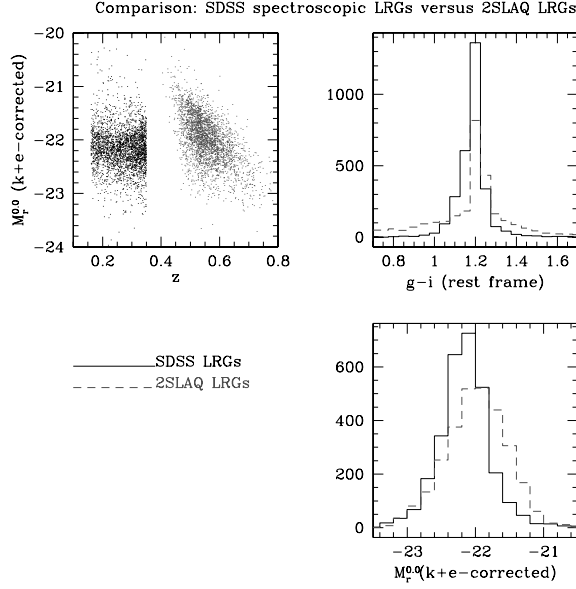 Comparison: SDSS spectroscopic LRGs versus 2SLAQ LRGs
−20
−21
−22
−23
−24
M_r^0.0 (k+e−corrected)
0.2 0.4 0.6 0.8
z
1000
500
0
0.8 1 1.2 1.4 1.6
g−i (rest frame)
SDSS LRGs
2SLAQ LRGs
600
400
200
0
−23 −22 −21
M_r^0.0(k+e−corrected)